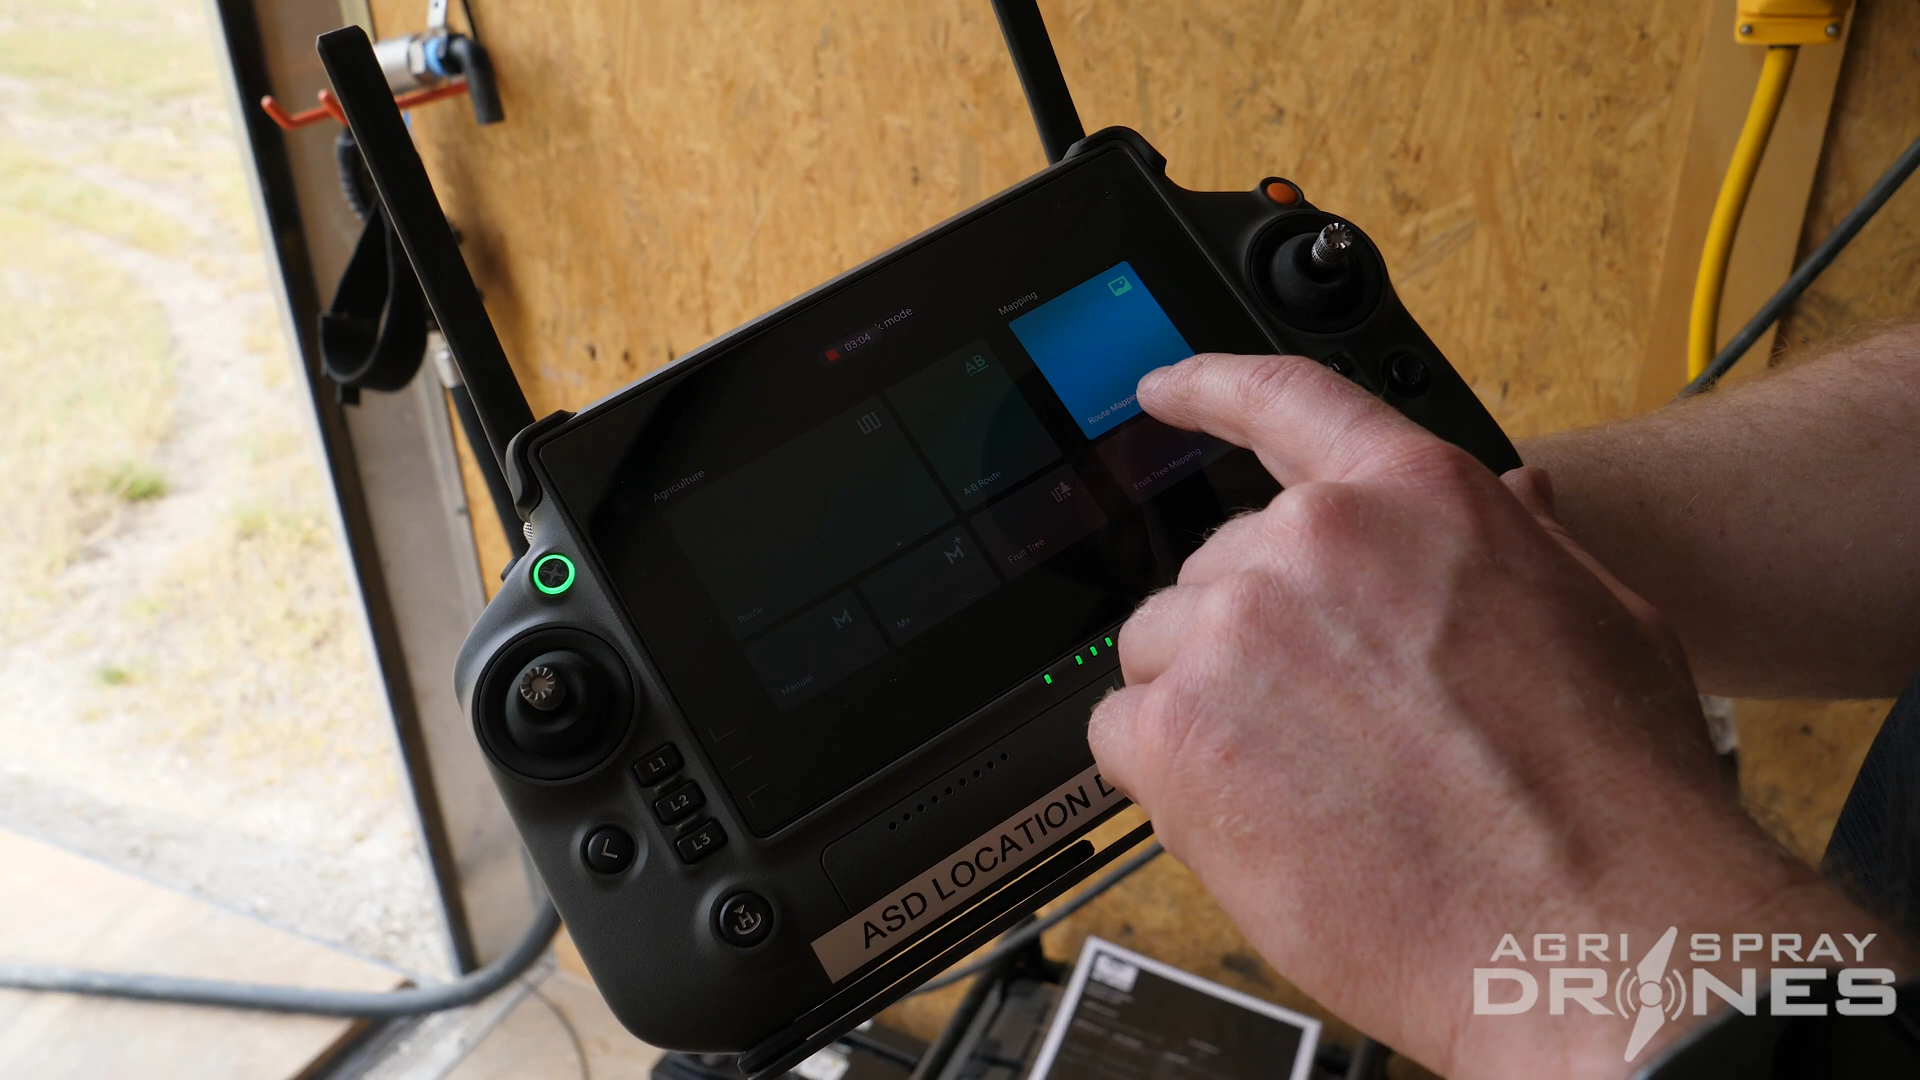 k mode
03:04
Mapping
Agriculture
AB
Route Mapping
A-B Route
Fruit Tree Mapping
Fruit Tree
Route
M+
M+
M
Manual
L1
L2
L3
H
ASD LOCATION
AGRI SPRAY
DRONES